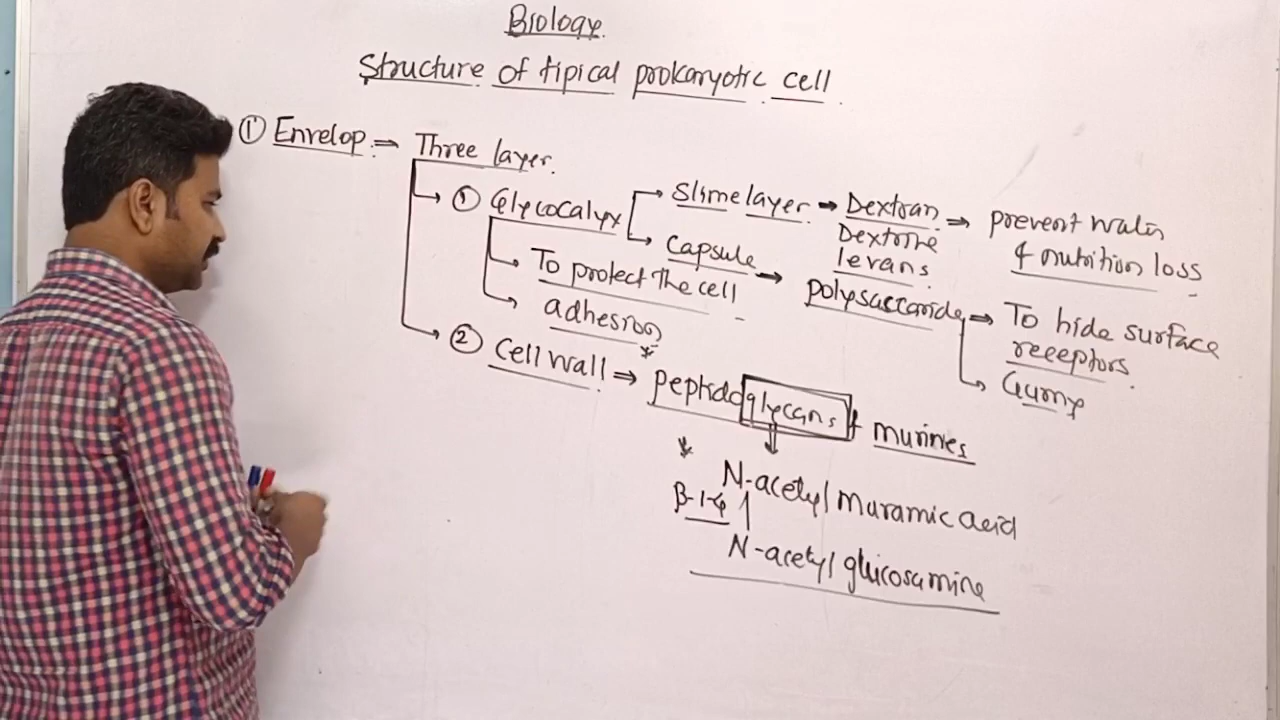 Biology
Structure of tipical prokaryotic cell
① Envelop ⇒ Three layer.
① Glycocalyx
Slime layer → Dextran ⇒ prevent water
Dextrine & nutrition loss
levans
Capsule → polysaccaride ⇒ To hide surface
receptors.
Gumy
To protect the cell
adhesion
② Cell wall ⇒ peptidoglycans & murines
N-acetyl muramic acid
β-1-4
N-acetyl glucosamine